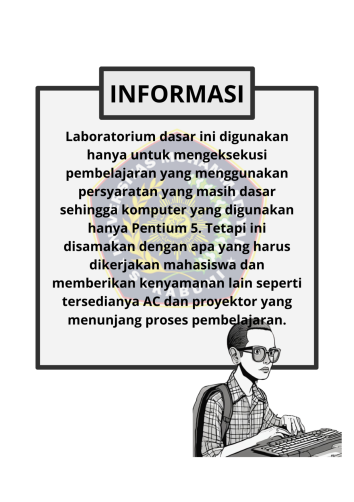 INFORMASI
Laboratorium dasar ini digunakan
hanya untuk mengeksekusi
pembelajaran yang menggunakan
persyaratan yang masih dasar
sehingga komputer yang digunakan
hanya Pentium 5. Tetapi ini
disamakan dengan apa yang harus
dikerjakan mahasiswa dan
memberikan kenyamanan lain seperti
tersedianya AC dan proyektor yang
menunjang proses pembelajaran.